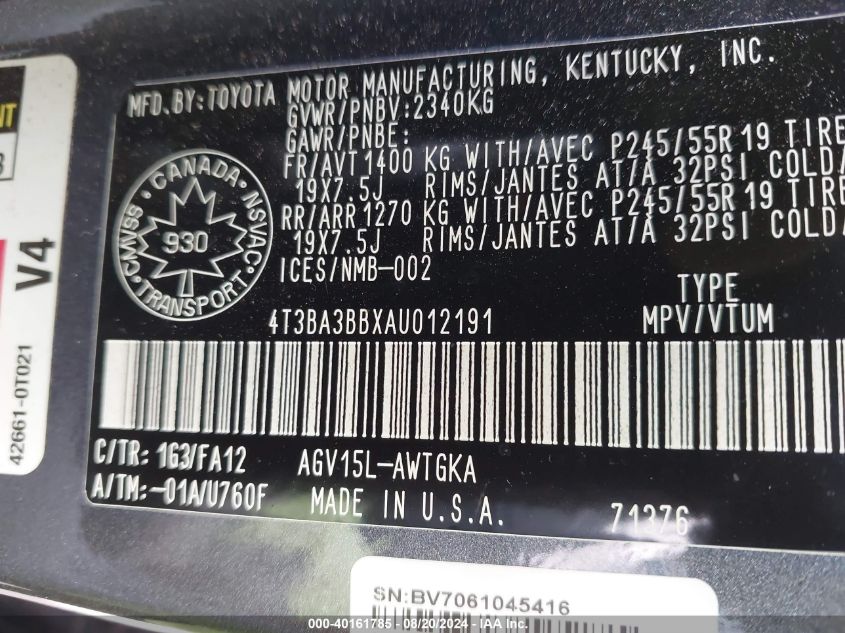 MFD. BY: TOYOTA MOTOR MANUFACTURING, KENTUCKY, INC.
GVWR/PNBV: 2340KG
GAWR/PNBE:
FR/AVT 1400 KG WITH/AVEC P245/55R 19 TIRE
19X7.5J RIMS/JANTES AT/À 32PSI COLD/
RR/ARR 1270 KG WITH/AVEC P245/55R 19 TIRE
19X7.5J RIMS/JANTES AT/À 32PSI COLD/
ICES/NMB-002
CANADA
CMVSS NSVAC
930
TRANSPORT
TYPE
4T3BA3BBXAU012191 MPV/VTUM
C/TR: 1G3/FA12 AGV15L-AWTGKA
A/TM:-01A/U760F MADE IN U.S.A. 71376
V4
42661-0T021
SN:BV7061045416
000-40161785 - 08/20/2024 - IAA Inc.